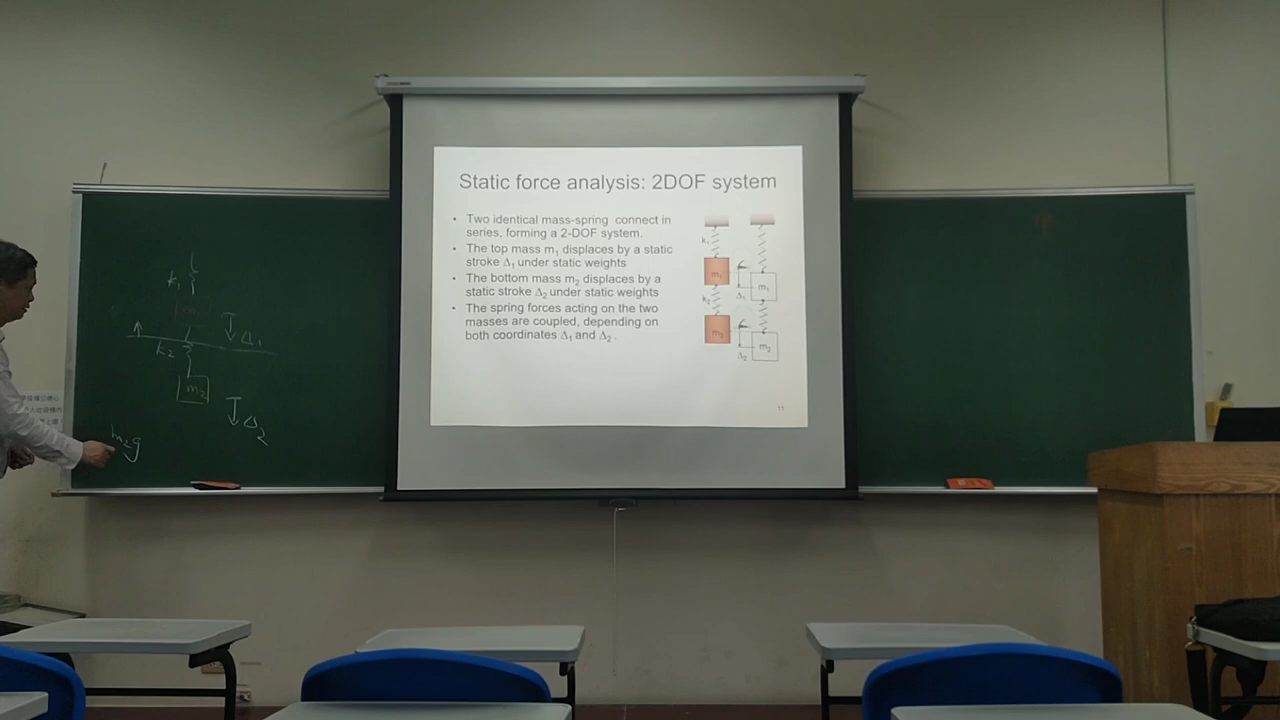 Static force analysis: 2DOF system
• Two identical mass-spring connect in
series, forming a 2-DOF system.
• The top mass m₁ displaces by a static
stroke Δ₁ under static weights
• The bottom mass m₂ displaces by a
static stroke Δ₂ under static weights
• The spring forces acting on the two
masses are coupled, depending on
both coordinates Δ₁ and Δ₂ .
k₁
m₁
m₁
Δ₁
k₂
m₂
m₂
Δ₂
11
k₁
m
Δ₁
k₂
m₂
Δ₂
m₂g